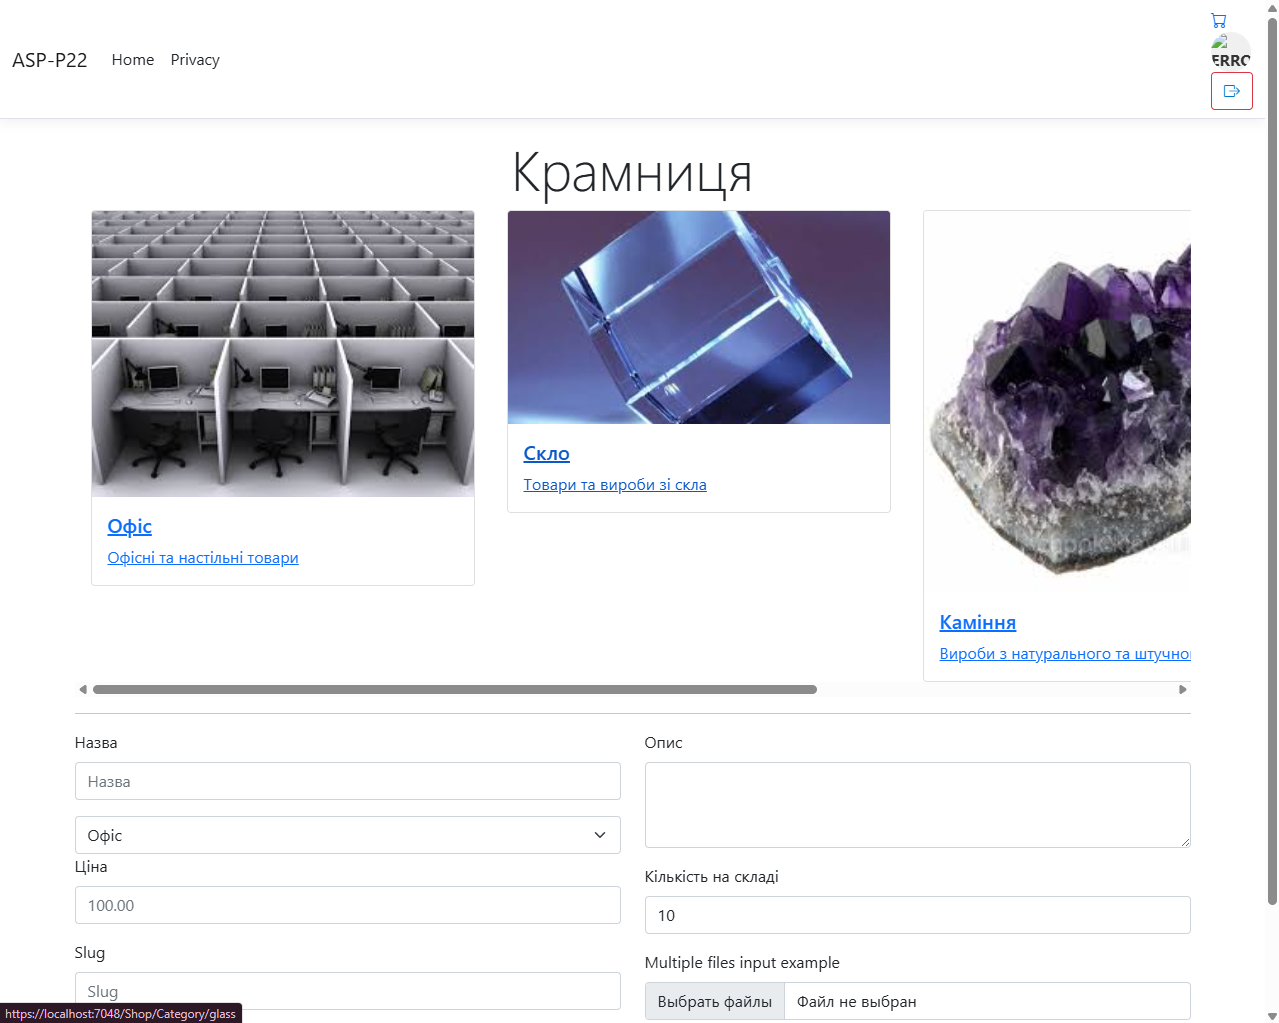 ASP-P22
Home
Privacy
ERRO
Крамниця
Офіс
Офісні та настільні товари
Скло
Товари та вироби зі скла
Каміння
Вироби з натурального та штучно
Назва
Назва
Офіс
Ціна
100.00
Slug
Slug
Опис
Кількість на складі
10
Multiple files input example
Выбрать файлы
Файл не выбран
https://localhost:7048/Shop/Category/glass